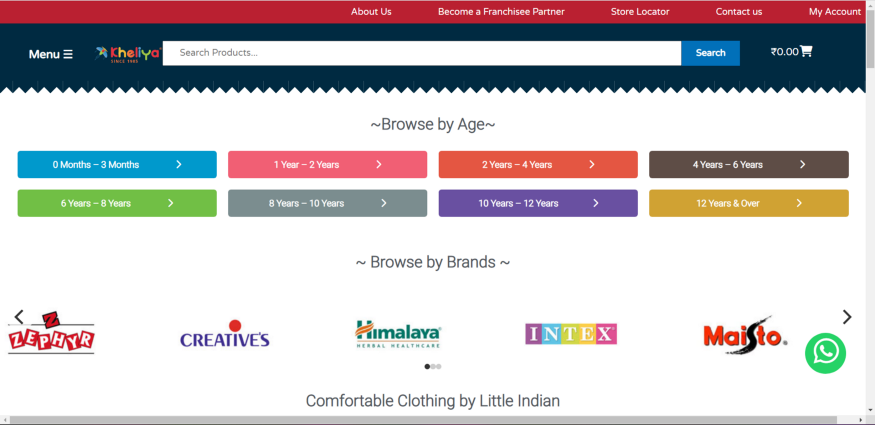 About Us Become a Franchisee Partner Store Locator Contact us My Account
Menu Kheliya Search Products... Search ₹0.00
SINCE 1985
~Browse by Age~
0 Months – 3 Months 1 Year – 2 Years 2 Years – 4 Years 4 Years – 6 Years
6 Years – 8 Years 8 Years – 10 Years 10 Years – 12 Years 12 Years & Over
~ Browse by Brands ~
Z
ZEPHYR CREATIVE'S Himalaya INTEX Maisto
HERBAL HEALTHCARE
Comfortable Clothing by Little Indian